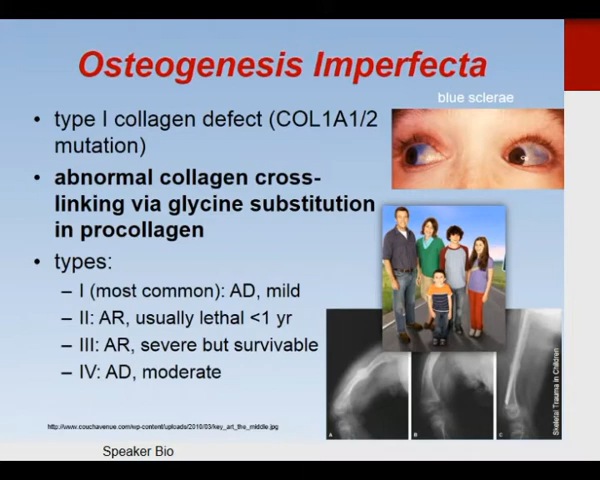 Osteogenesis Imperfecta
blue sclerae
• type I collagen defect (COL1A1/2
mutation)
• abnormal collagen cross-
linking via glycine substitution
in procollagen
• types:
– I (most common): AD, mild
– II: AR, usually lethal <1 yr
– III: AR, severe but survivable
– IV: AD, moderate
A
B
C
Skeletal Trauma in Children
http://www.couchavenue.com/wp-content/uploads/2010/03/key_art_the_middle.jpg
Speaker Bio